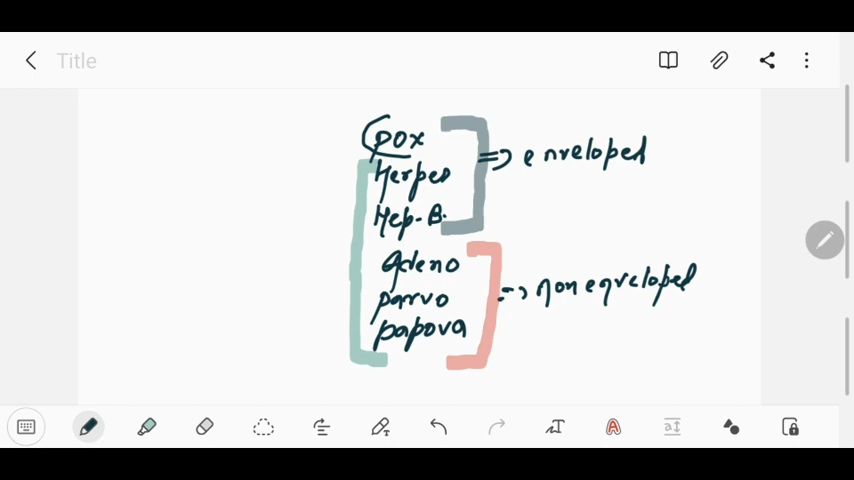 Title
pox
Herpes
Hep-B.
=> enveloped
Adeno
parvo
papova
=> non enveloped